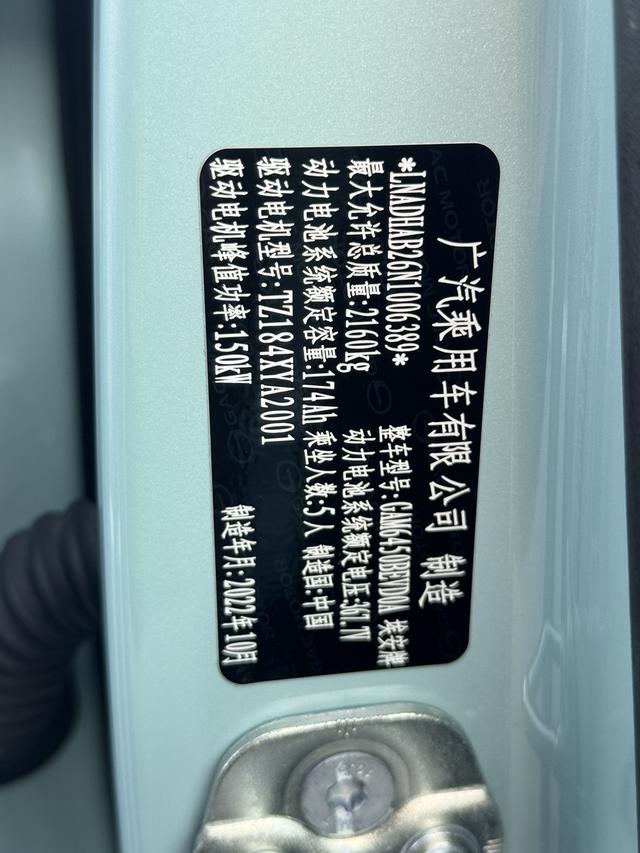 广汽乘用车有限公司 制造
*LNADHAB26N1006389* 整车型号:GAM6450BEVD0A 埃安牌
最大允许总质量:2160kg 动力电池系统额定电压:361.7V
动力电池系统额定容量:174Ah 乘坐人数:5人 制造国:中国
驱动电机型号:TZ184XYA2001
驱动电机峰值功率:150kW 制造年月:2022年10月